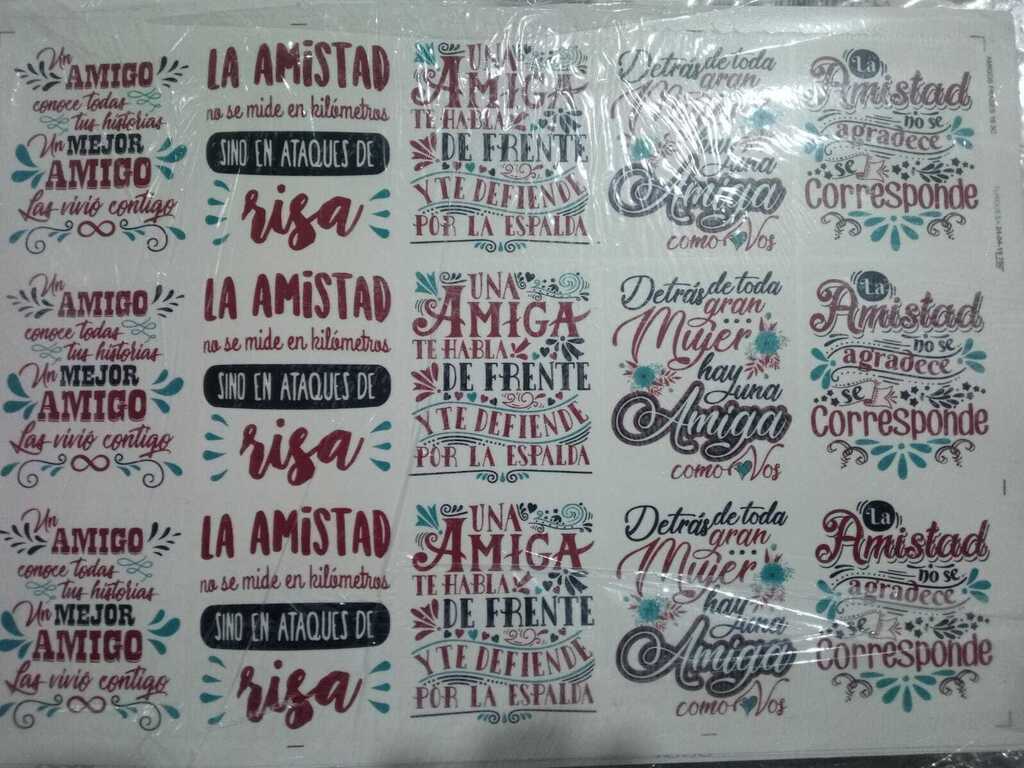 Un
AMIGO
conoce todas
tus historias
Un MEJOR
AMIGO
Las vivió contigo
LA AMISTAD
no se mide en kilómetros
SINO EN ATAQUES DE
risa
UNA
AMIGA
TE HABLA
DE FRENTE
Y TE DEFIENDE
POR LA ESPALDA
Detrás de toda
gran
Mujer
hay
una
Amiga
como Vos
La
Amistad
no se
agradece
se
Corresponde
Un
AMIGO
conoce todas
tus historias
Un MEJOR
AMIGO
Las vivió contigo
LA AMISTAD
no se mide en kilómetros
SINO EN ATAQUES DE
risa
UNA
AMIGA
TE HABLA
DE FRENTE
Y TE DEFIENDE
POR LA ESPALDA
Detrás de toda
gran
Mujer
hay
una
Amiga
como Vos
La
Amistad
no se
agradece
se
Corresponde
Un
AMIGO
conoce todas
tus historias
Un MEJOR
AMIGO
Las vivió contigo
LA AMISTAD
no se mide en kilómetros
SINO EN ATAQUES DE
risa
UNA
AMIGA
TE HABLA
DE FRENTE
Y TE DEFIENDE
POR LA ESPALDA
Detrás de toda
gran
Mujer
hay
una
Amiga
como Vos
La
Amistad
no se
agradece
se
Corresponde